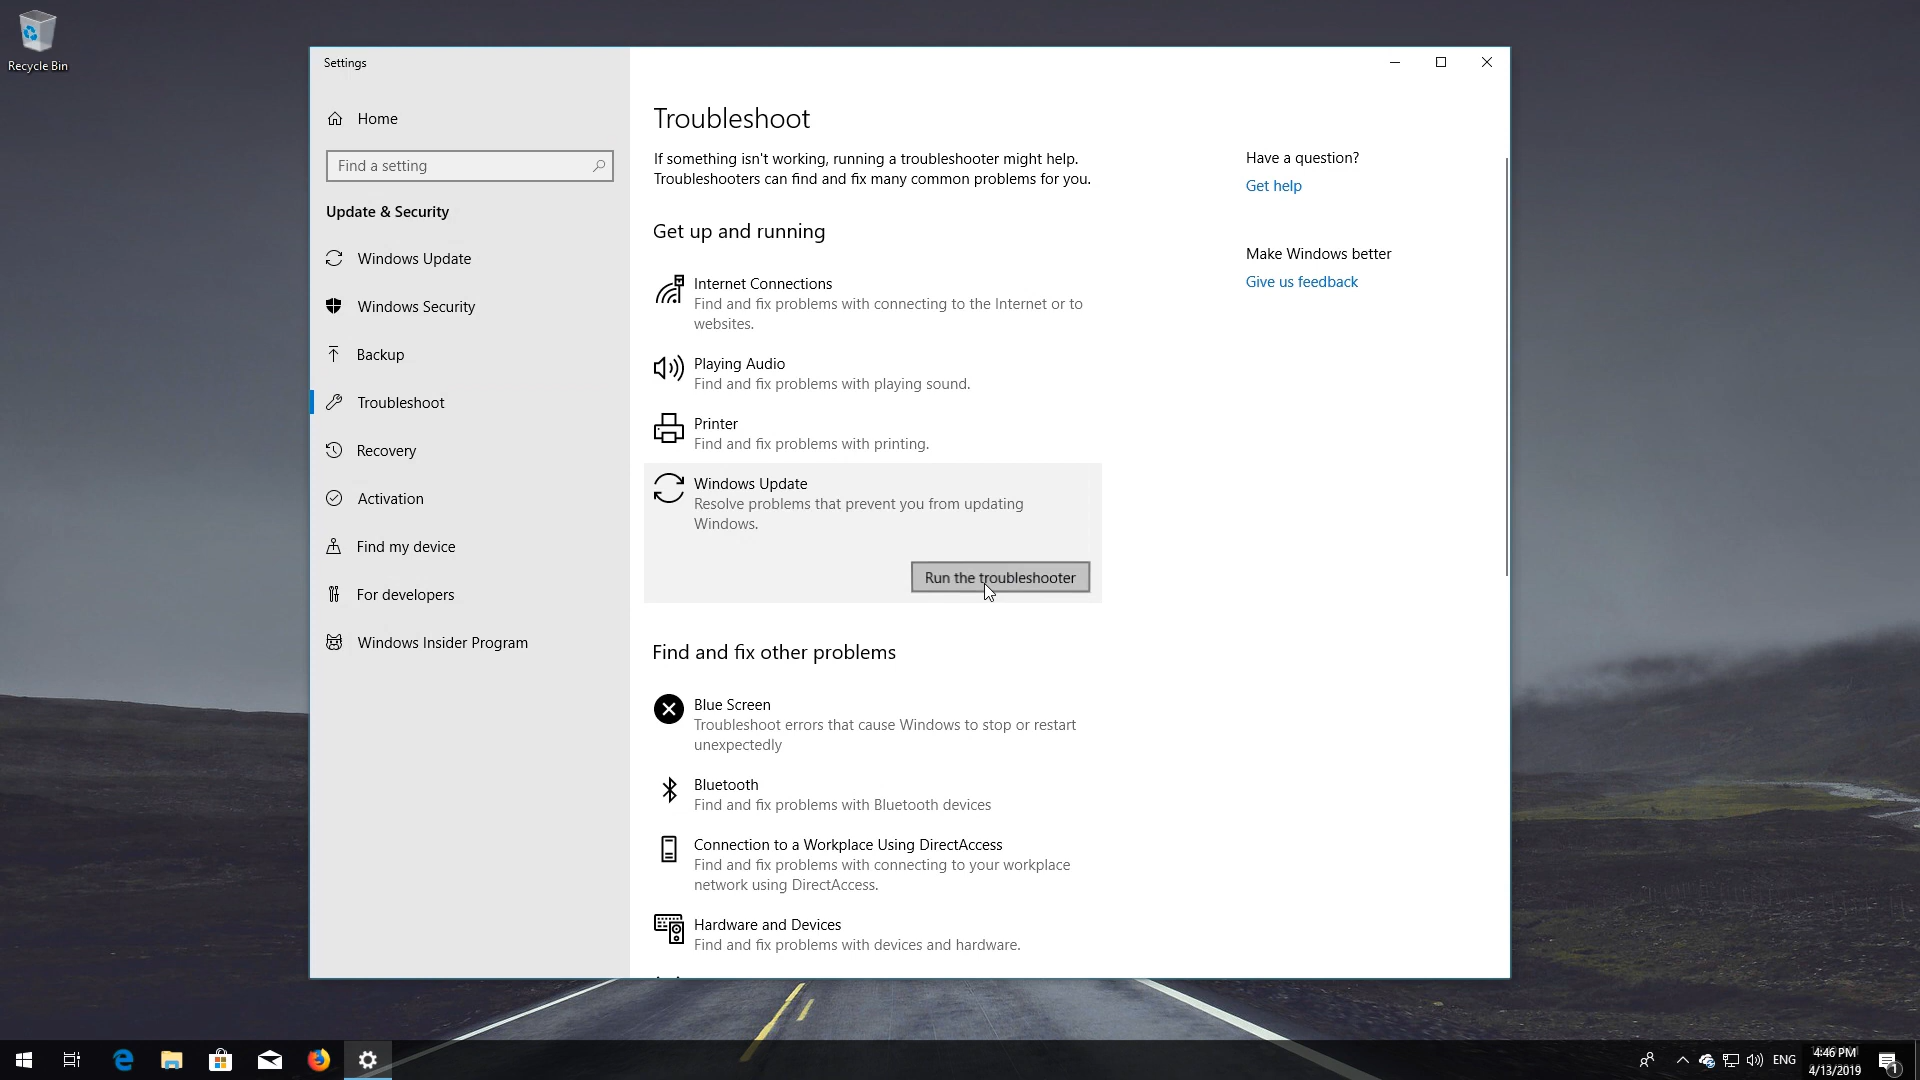 Recycle Bin
Settings
Home
Find a setting
Update & Security
Windows Update
Windows Security
Backup
Troubleshoot
Recovery
Activation
Find my device
For developers
Windows Insider Program
Troubleshoot
If something isn't working, running a troubleshooter might help.
Troubleshooters can find and fix many common problems for you.
Get up and running
Internet Connections
Find and fix problems with connecting to the Internet or to
websites.
Playing Audio
Find and fix problems with playing sound.
Printer
Find and fix problems with printing.
Windows Update
Resolve problems that prevent you from updating
Windows.
Run the troubleshooter
Find and fix other problems
Blue Screen
Troubleshoot errors that cause Windows to stop or restart
unexpectedly
Bluetooth
Find and fix problems with Bluetooth devices
Connection to a Workplace Using DirectAccess
Find and fix problems with connecting to your workplace
network using DirectAccess.
Hardware and Devices
Find and fix problems with devices and hardware.
Have a question?
Get help
Make Windows better
Give us feedback
ENG
4:46 PM
4/13/2019
1